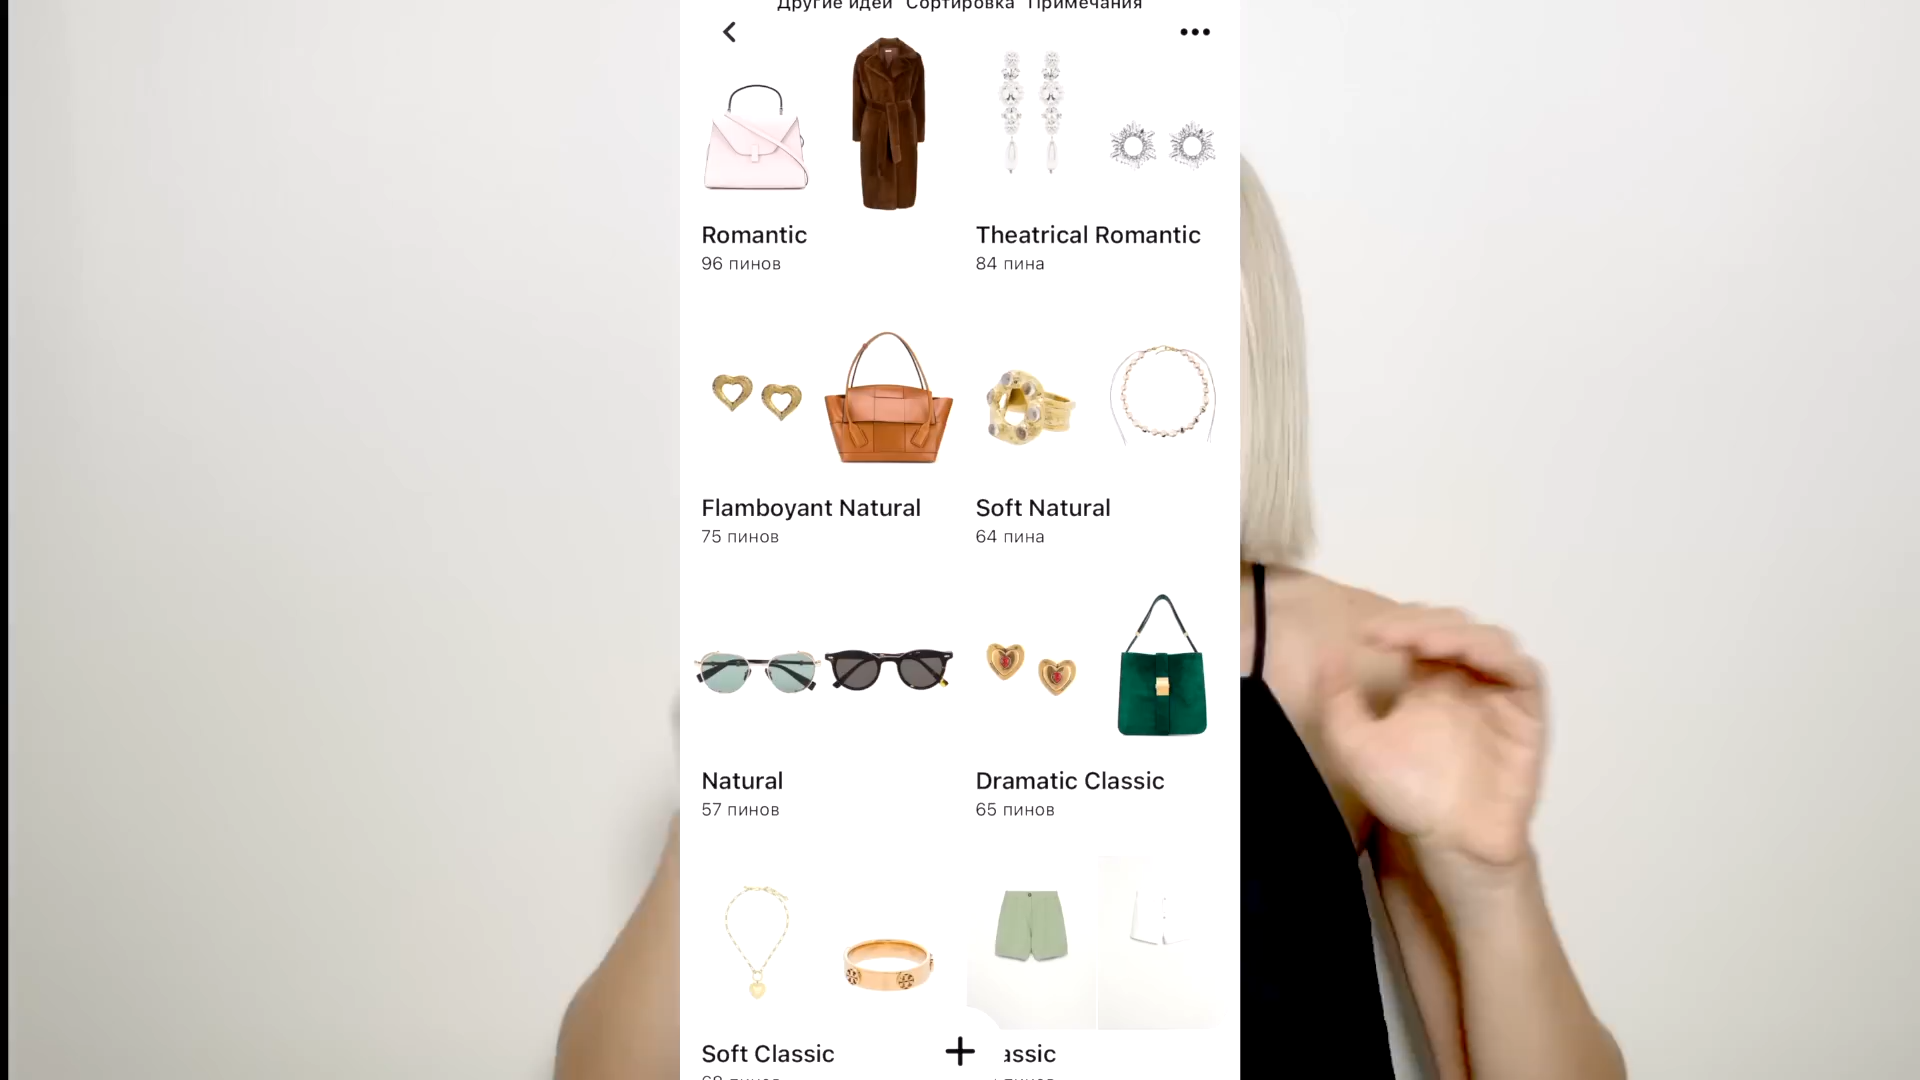 Другие идеи Сортировка Примечания
Romantic
96 пинов
Theatrical Romantic
84 пина
Flamboyant Natural
75 пинов
Soft Natural
64 пина
Natural
57 пинов
Dramatic Classic
65 пинов
Soft Classic
assic